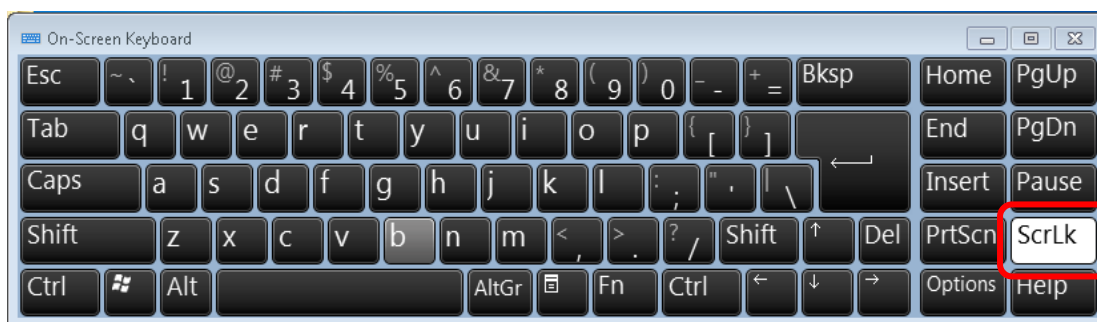 On-Screen Keyboard
Esc ~ ` ! 1 @ 2 # 3 $ 4 % 5 ^ 6 & 7 * 8 ( 9 ) 0 _ - + = Bksp Home PgUp
Tab q w e r t y u i o p { [ } ] End PgDn
Caps a s d f g h j k l : ; " ' | \ Insert Pause
Shift z x c v b n m < , > . ? / Shift ↑ Del PrtScn ScrLk
Ctrl Alt AltGr Fn Ctrl ← ↓ → Options Help